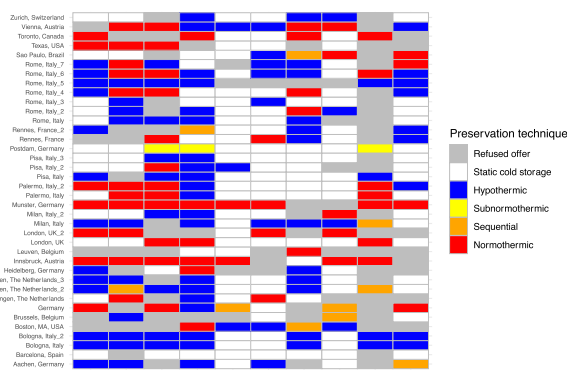 Zurich, Switzerland
Vienna, Austria
Toronto, Canada
Texas, USA
Sao Paulo, Brazil
Rome, Italy_7
Rome, Italy_6
Rome, Italy_5
Rome, Italy_4
Rome, Italy_3
Rome, Italy_2
Rome, Italy
Rennes, France_2
Rennes, France
Postdam, Germany
Pisa, Italy_3
Pisa, Italy_2
Pisa, Italy
Palermo, Italy_2
Palermo, Italy
Munster, Germany
Milan, Italy_2
Milan, Italy
London, UK_2
London, UK
Leuven, Belgium
Innsbruck, Austria
Heidelberg, Germany
en, The Netherlands_3
en, The Netherlands_2
ngen, The Netherlands
Germany
Brussels, Belgium
Boston, MA, USA
Bologna, Italy_2
Bologna, Italy
Barcelona, Spain
Aachen, Germany
Preservation technique
Refused offer
Static cold storage
Hypothermic
Subnormothermic
Sequential
Normothermic